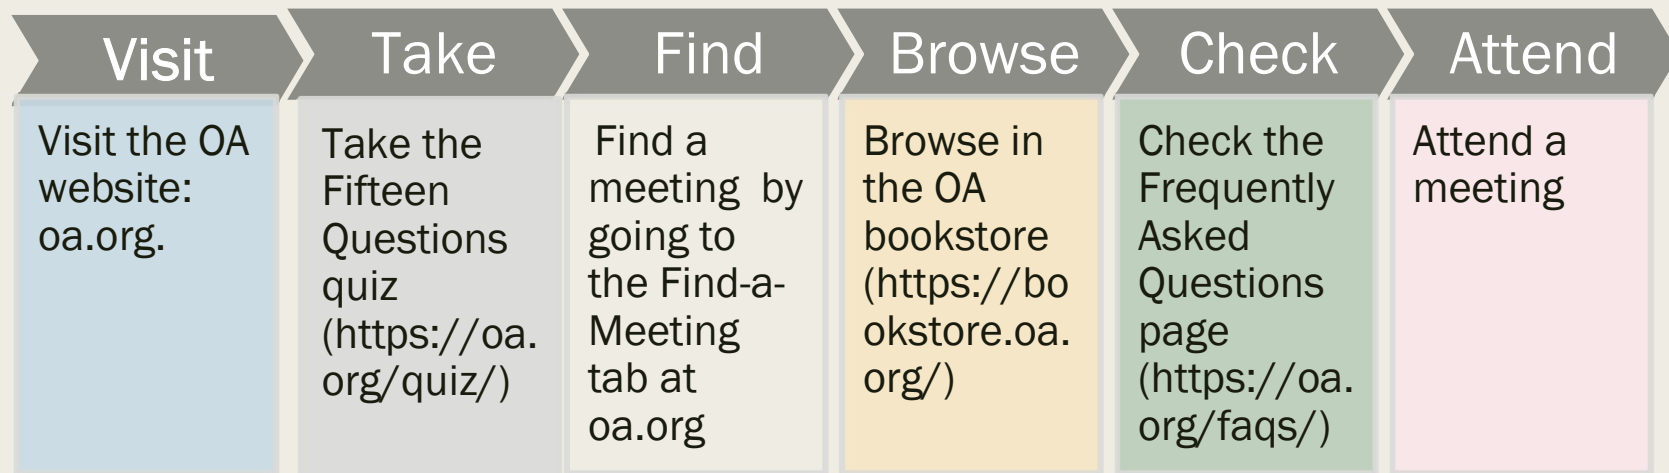 Visit
Take
Find
Browse
Check
Attend
Visit the OA
website:
oa.org.
Take the
Fifteen
Questions
quiz
(https://oa.
org/quiz/)
Find a
meeting  by
going to
the Find-a-
Meeting
tab at
oa.org
Browse in
the OA
bookstore
(https://bo
okstore.oa.
org/)
Check the
Frequently
Asked
Questions
page
(https://oa.
org/faqs/)
Attend a
meeting